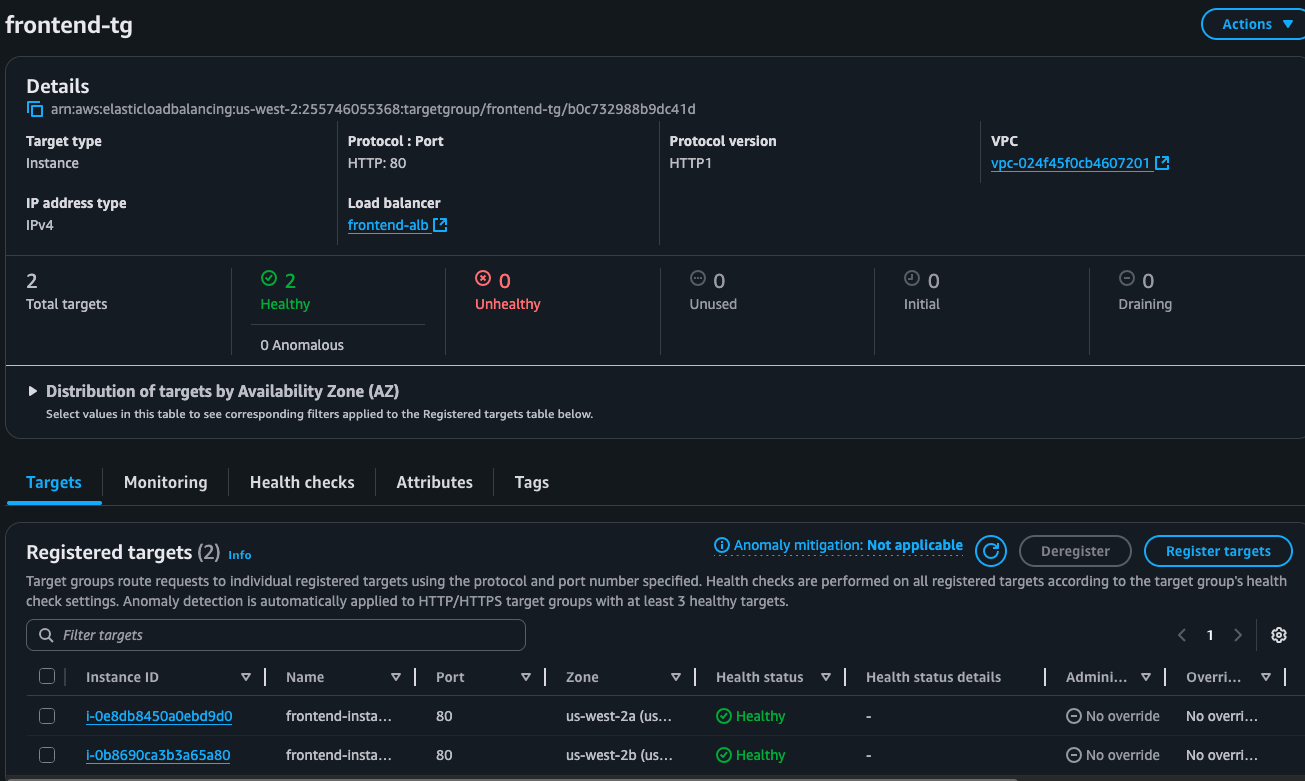 frontend-tg
Actions
Details
arn:aws:elasticloadbalancing:us-west-2:255746055368:targetgroup/frontend-tg/b0c732988b9dc41d
Target type
Instance
Protocol : Port
HTTP: 80
Protocol version
HTTP1
VPC
vpc-024f45f0cb4607201
IP address type
IPv4
Load balancer
frontend-alb
2
Total targets
2
Healthy
0 Anomalous
0
Unhealthy
0
Unused
0
Initial
0
Draining
Distribution of targets by Availability Zone (AZ)
Select values in this table to see corresponding filters applied to the Registered targets table below.
Targets Monitoring Health checks Attributes Tags
Registered targets (2) Info
Anomaly mitigation: Not applicable
Deregister
Register targets
Target groups route requests to individual registered targets using the protocol and port number specified. Health checks are performed on all registered targets according to the target group's health
check settings. Anomaly detection is automatically applied to HTTP/HTTPS target groups with at least 3 healthy targets.
Filter targets
1
Instance ID Name Port Zone Health status Health status details Admini... Overri...
i-0e8db8450a0ebd9d0 frontend-insta... 80 us-west-2a (us... Healthy - No override No overri...
i-0b8690ca3b3a65a80 frontend-insta... 80 us-west-2b (us... Healthy - No override No overri...